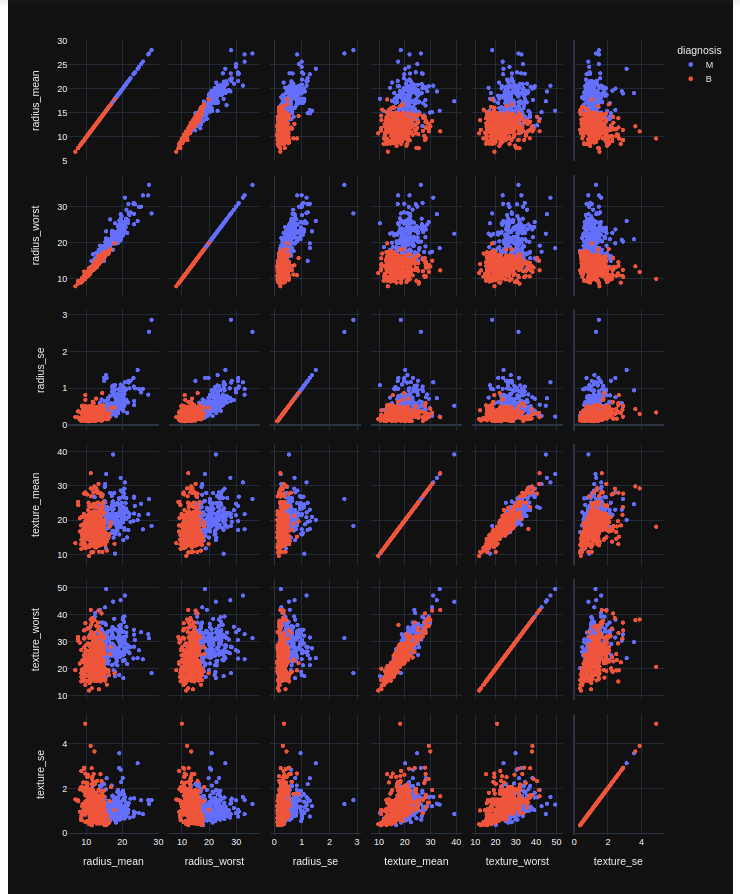 diagnosis
M
B
radius_mean
30
25
20
15
10
5
radius_worst
30
20
10
radius_se
3
2
1
0
texture_mean
40
30
20
10
texture_worst
50
40
30
20
10
texture_se
4
2
0
10 20 30
10 20 30
0 1 2 3
10 20 30 40
10 20 30 40 50
0 2 4
radius_mean radius_worst radius_se texture_mean texture_worst texture_se